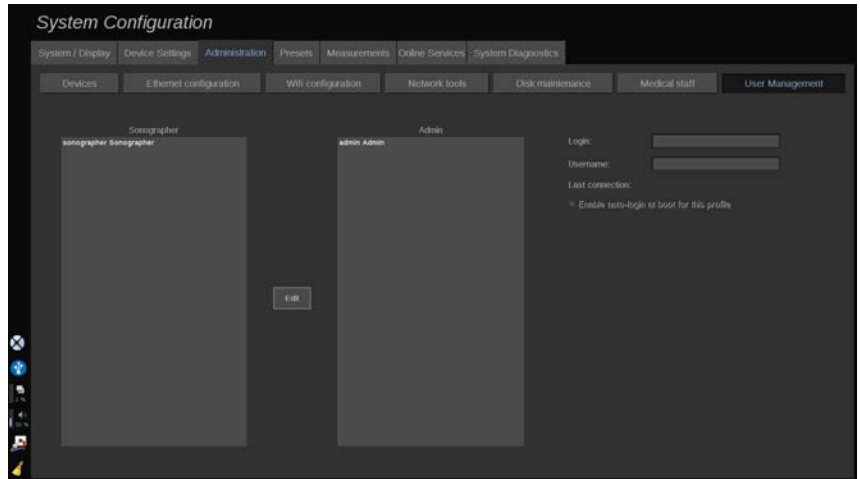 System Configuration
System / Display Device Settings Administration Presets Measurements Online Services System Diagnostics
Devices Ethernet configuration Wifi configuration Network tools Disk maintenance Medical staff User Management
Sonographer Admin
sonographer Sonographer admin Admin
Login:
Username:
Last connection:
Enable auto-login at boot for this profile
Edit